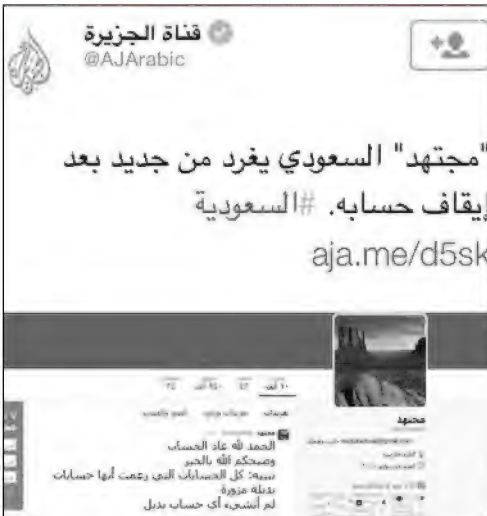 قناة الجزيرة
@AJArabic
"مجتهد" السعودي يغرد من جديد بعد
إيقاف حسابه. #السعودية
aja.me/d5sk
مجتهد
الحمد لله عاد الحساب
وصبحكم الله بالخير
تنبيه: كل الحسابات التي زعمت أنها حسابات
بديلة مزورة
لم أنشيء أي حساب بديل